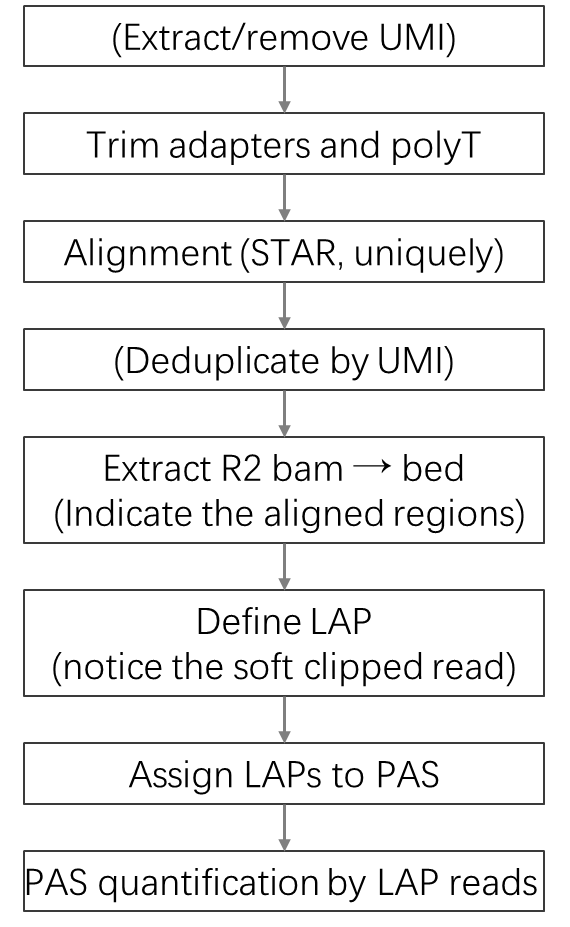 (Extract/remove UMI)
Trim adapters and polyT
Alignment (STAR, uniquely)
(Deduplicate by UMI)
Extract R2 bam → bed
(Indicate the aligned regions)
Define LAP
(notice the soft clipped read)
Assign LAPs to PAS
PAS quantification by LAP reads